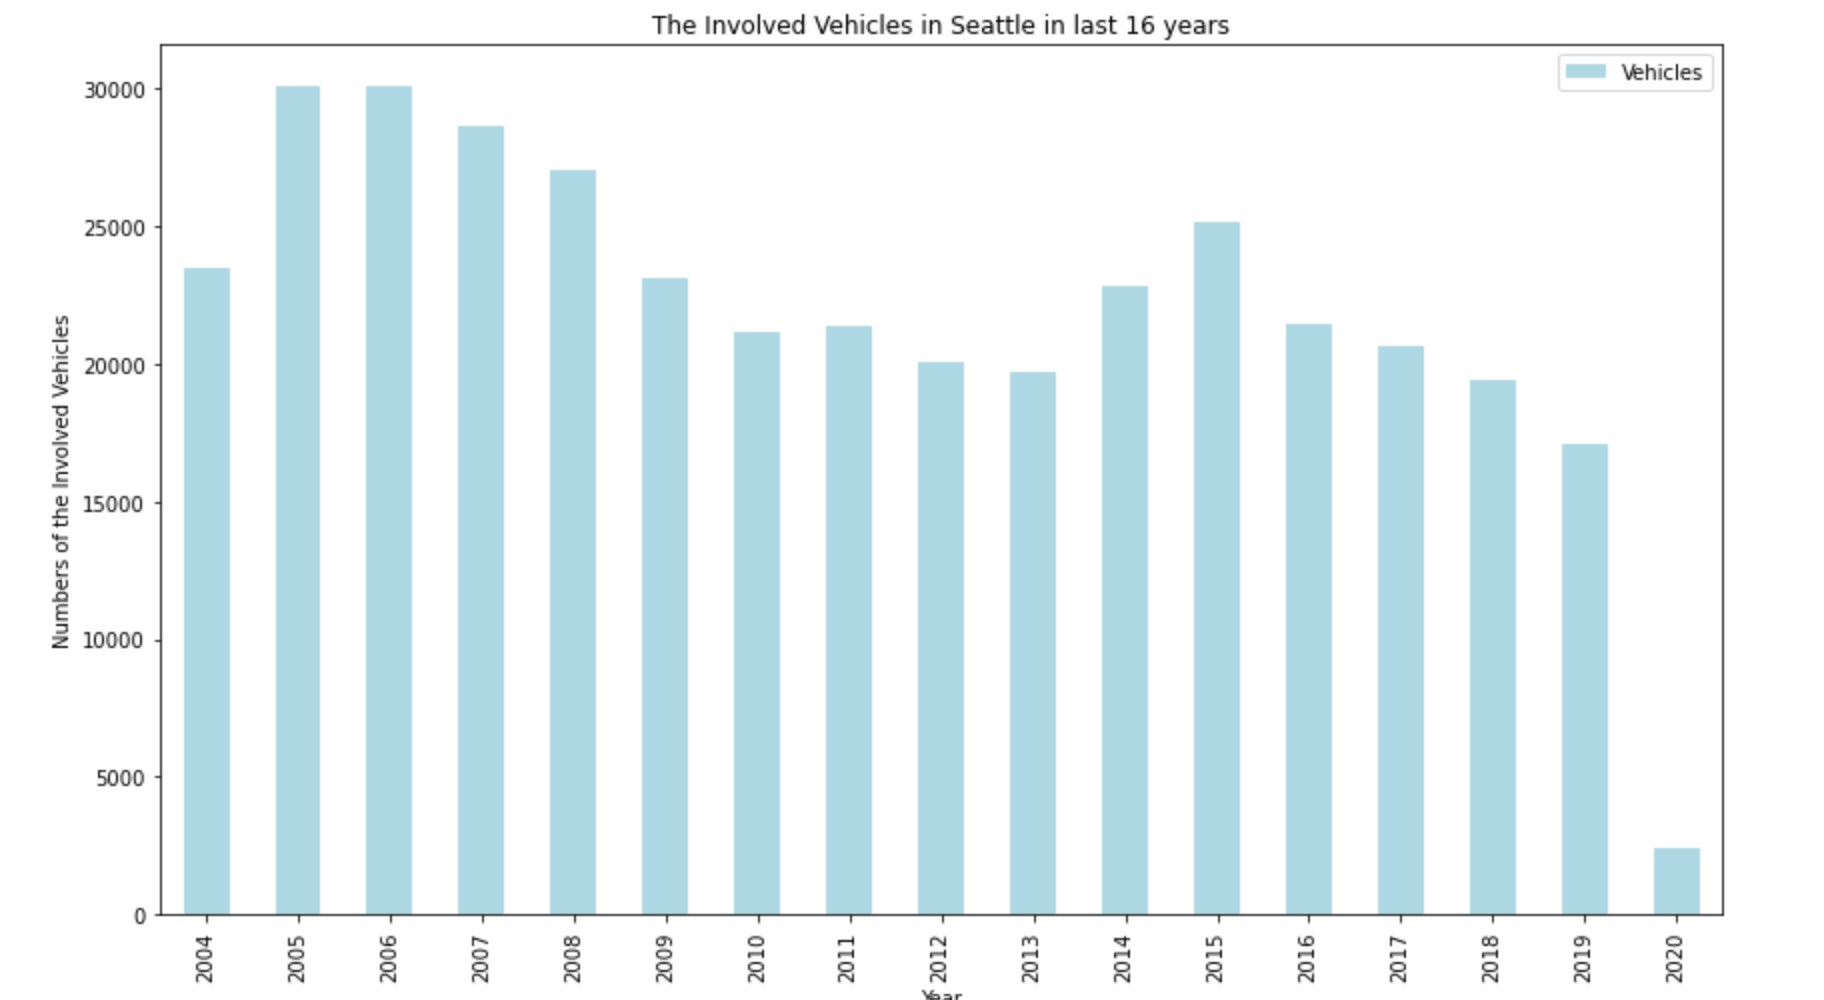 The Involved Vehicles in Seattle in last 16 years
Vehicles
Numbers of the Involved Vehicles
30000
25000
20000
15000
10000
5000
0
2004 2005 2006 2007 2008 2009 2010 2011 2012 2013 2014 2015 2016 2017 2018 2019 2020
Year